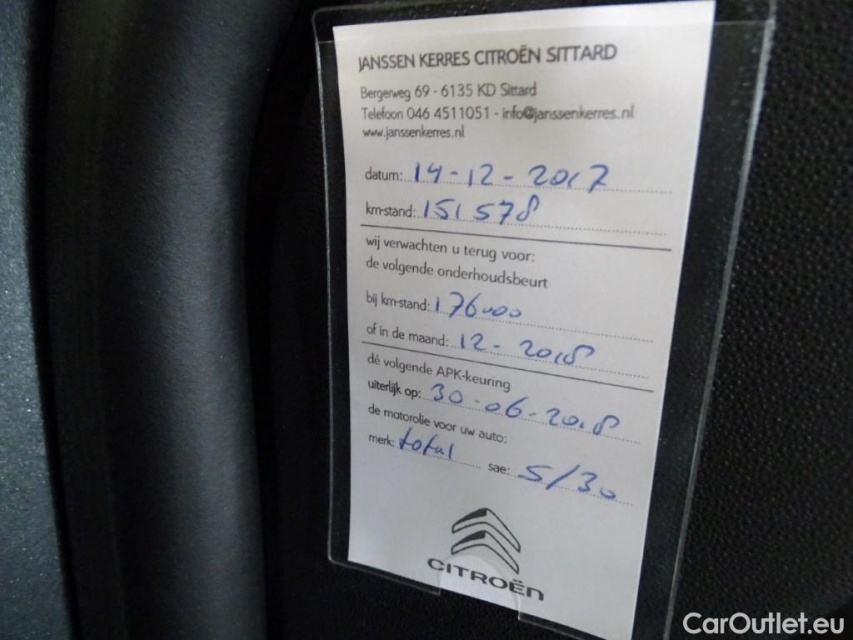 JANSSEN KERRES CITROËN SITTARD
Bergerweg 69 - 6135 KD Sittard
Telefoon 046 4511051 - info@janssenkerres.nl
www.janssenkerres.nl
datum: 14-12-2017
km-stand: 151578
wij verwachten u terug voor:
de volgende onderhoudsbeurt
bij km-stand: 176000
of in de maand: 12-2018
dé volgende APK-keuring
uiterlijk op: 30-06-2018
de motorolie voor uw auto:
merk: total sae: 5/30
CITROËN
CarOutlet.eu